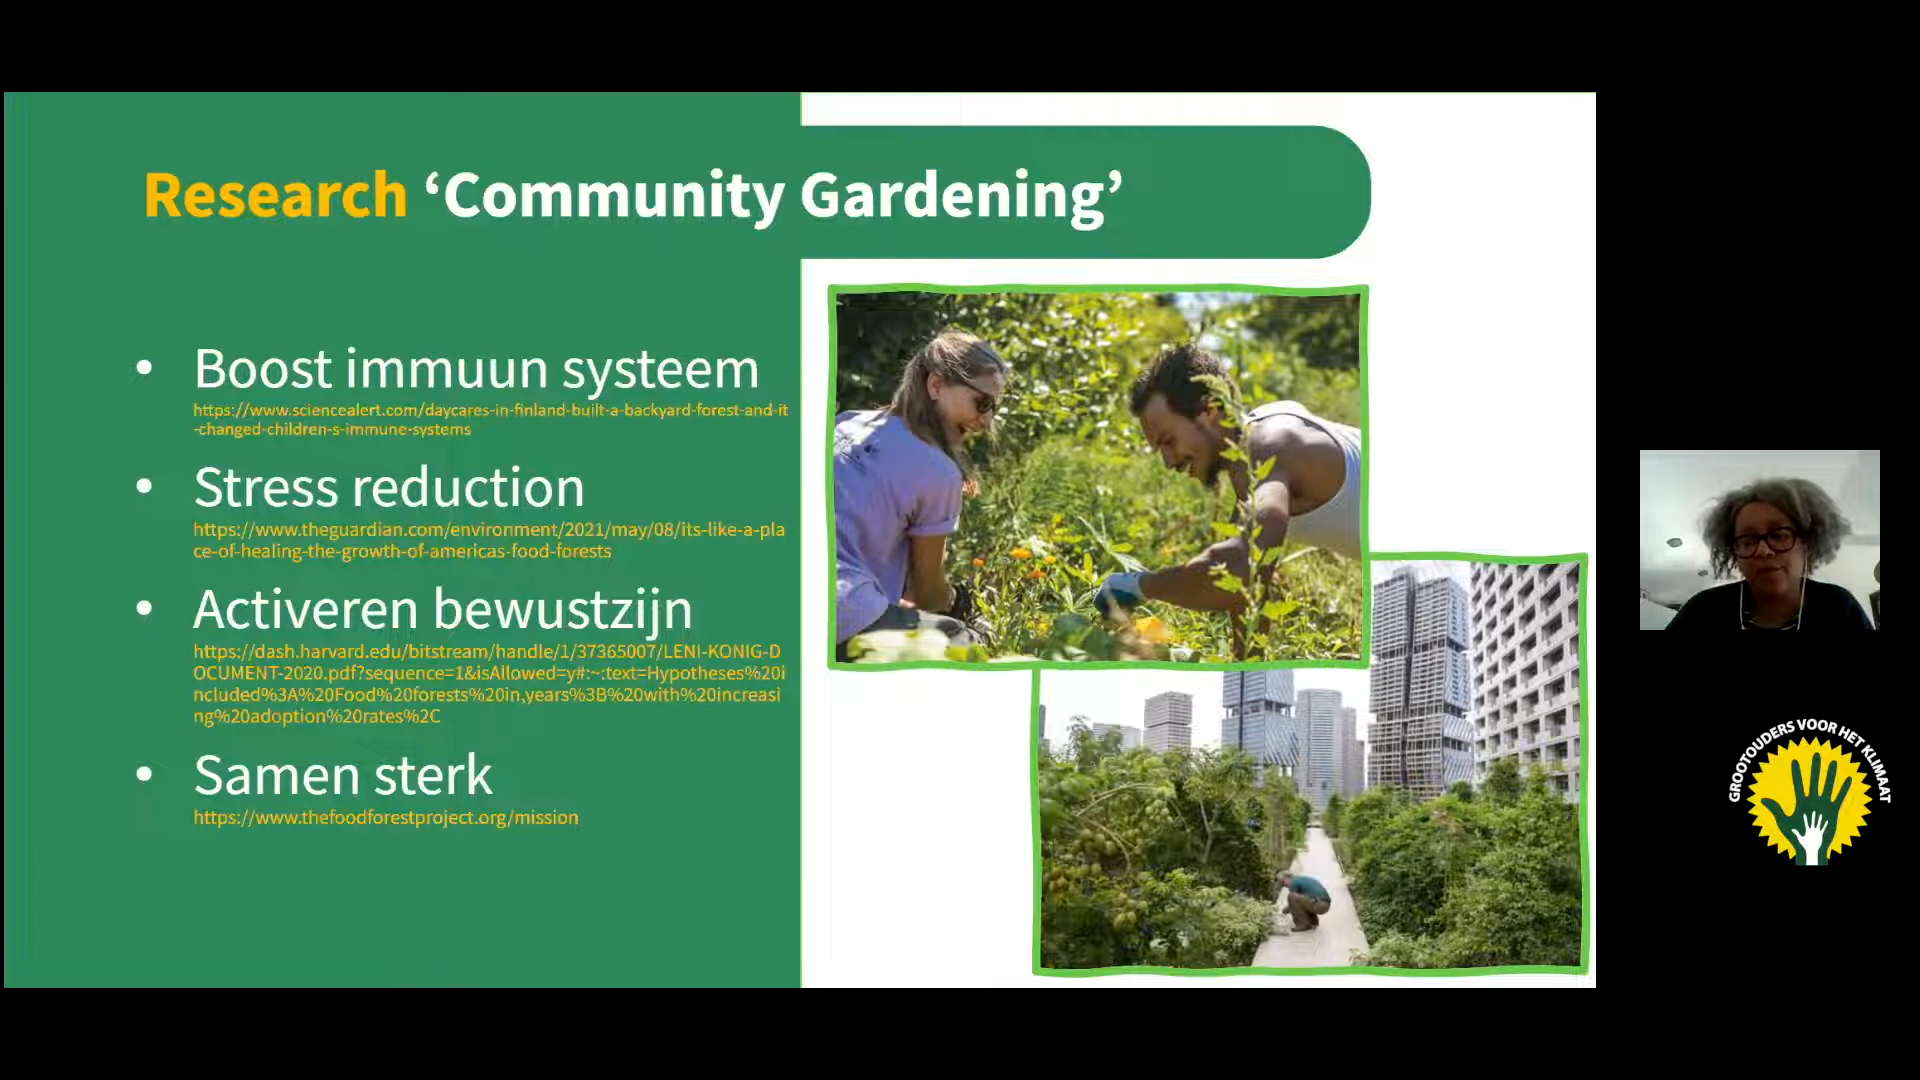 Research ‘Community Gardening’
• Boost immuun systeem
https://www.sciencealert.com/daycares-in-finland-built-a-backyard-forest-and-it
-changed-children-s-immune-systems
• Stress reduction
https://www.theguardian.com/environment/2021/may/08/its-like-a-pla
ce-of-healing-the-growth-of-americas-food-forests
• Activeren bewustzijn
https://dash.harvard.edu/bitstream/handle/1/37365007/LENI-KONIG-D
OCUMENT-2020.pdf?sequence=1&isAllowed=y#:~:text=Hypotheses%20i
ncluded%3A%20Food%20forests%20in,years%3B%20with%20increasi
ng%20adoption%20rates%2C
• Samen sterk
https://www.thefoodforestproject.org/mission
GROOTOUDERS VOOR HET KLIMAAT